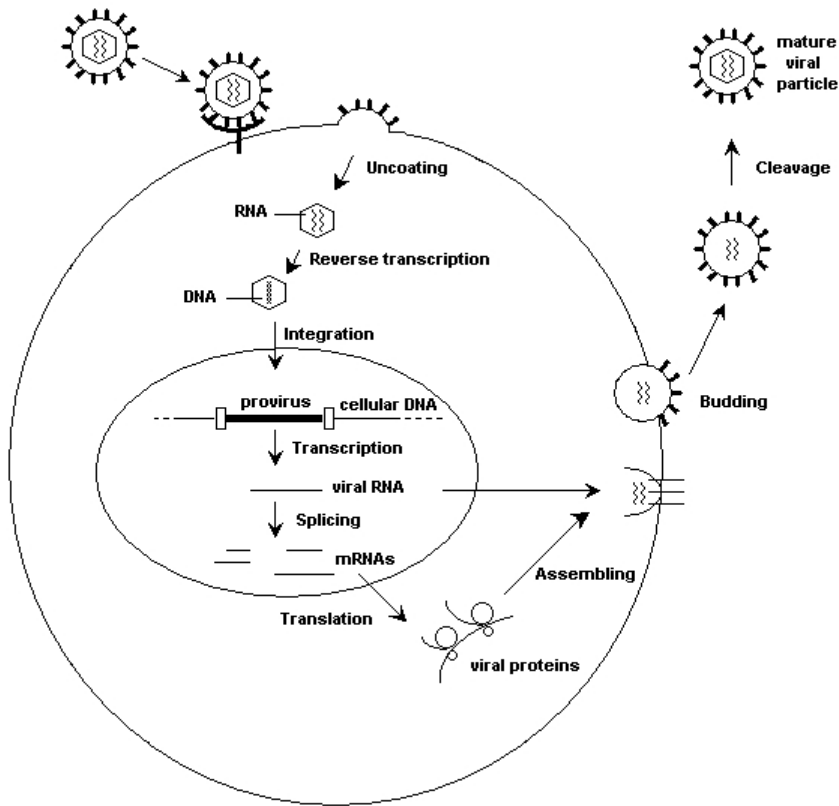 mature
viral
particle
Cleavage
Uncoating
RNA
Reverse transcription
DNA
Integration
provirus
cellular DNA
Budding
Transcription
viral RNA
Splicing
mRNAs
Assembling
Translation
viral proteins